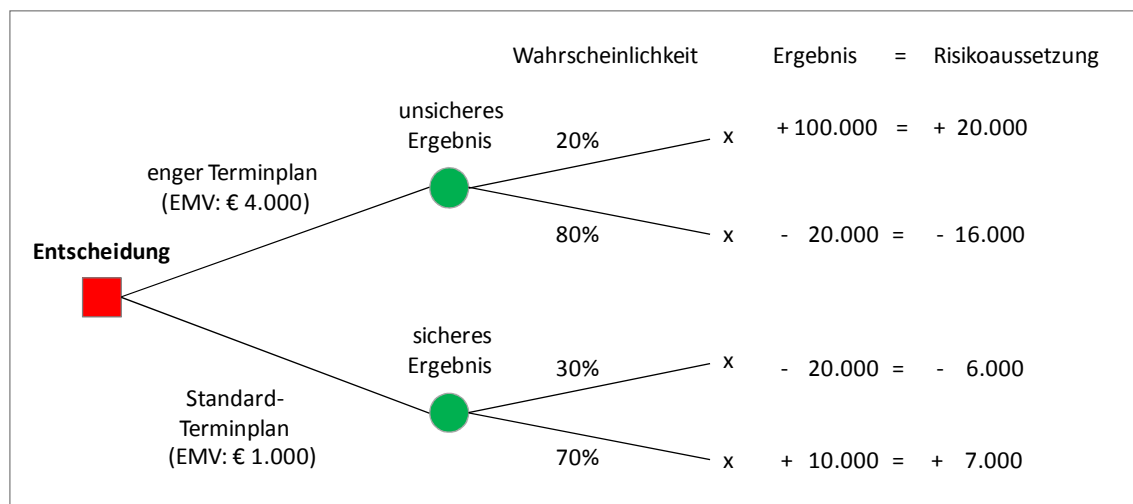 Wahrscheinlichkeit Ergebnis = Risikoaussetzung
unsicheres
Ergebnis
20% x + 100.000 = + 20.000
enger Terminplan
(EMV: € 4.000)
80% x - 20.000 = - 16.000
Entscheidung
sicheres
Ergebnis
30% x - 20.000 = - 6.000
Standard-
Terminplan
(EMV: € 1.000)
70% x + 10.000 = + 7.000